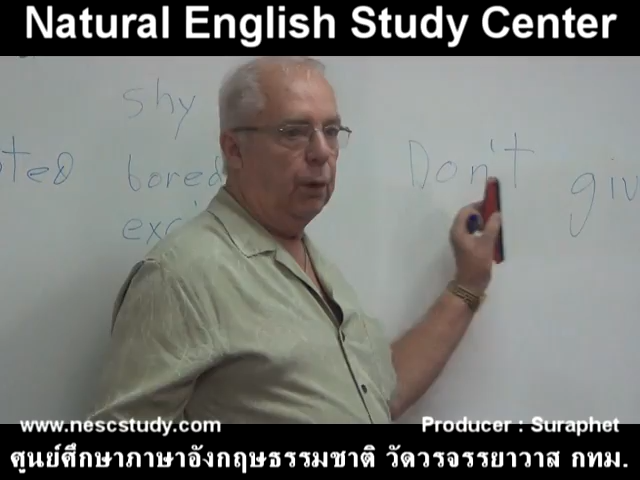 Natural English Study Center
shy
bored
Don't
www.nescstudy.com
Producer : Suraphet
ศูนย์ศึกษาภาษาอังกฤษธรรมชาติ วัดวรจรรยาวาส กทม.